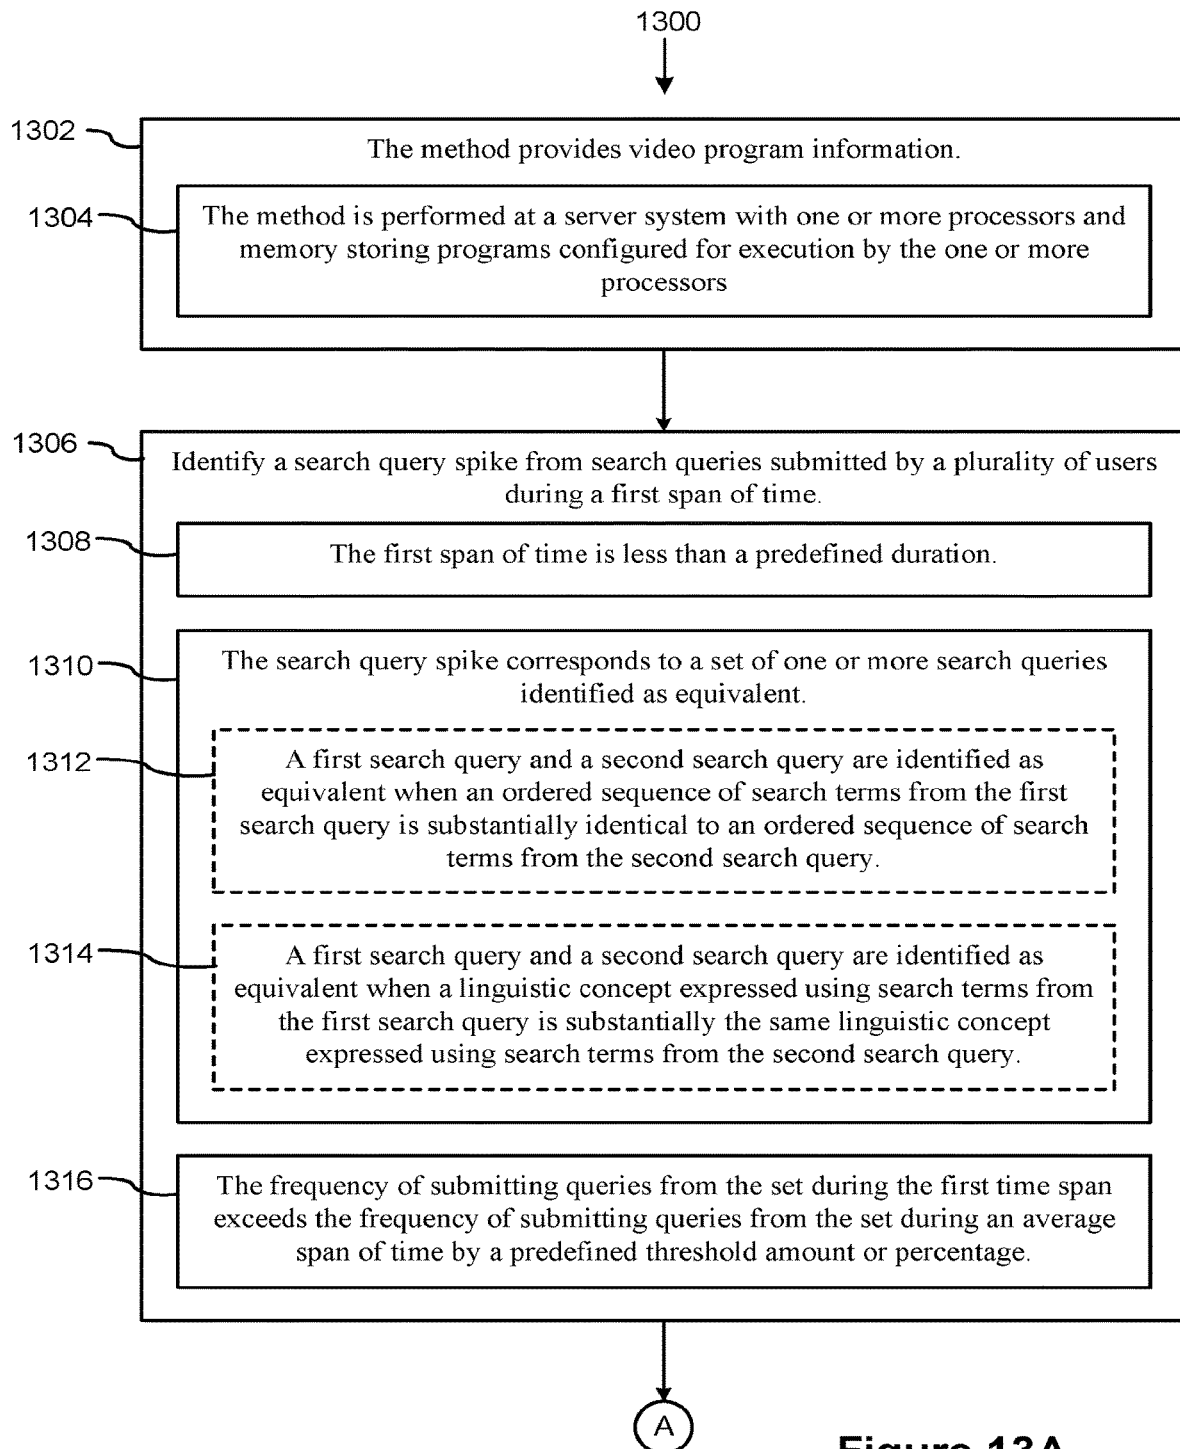 1300
1302
The method provides video program information.
1304
The method is performed at a server system with one or more processors and
memory storing programs configured for execution by the one or more
processors
1306
Identify a search query spike from search queries submitted by a plurality of users
during a first span of time.
1308
The first span of time is less than a predefined duration.
1310
The search query spike corresponds to a set of one or more search queries
identified as equivalent.
1312
A first search query and a second search query are identified as
equivalent when an ordered sequence of search terms from the first
search query is substantially identical to an ordered sequence of search
terms from the second search query.
1314
A first search query and a second search query are identified as
equivalent when a linguistic concept expressed using search terms from
the first search query is substantially the same linguistic concept
expressed using search terms from the second search query.
1316
The frequency of submitting queries from the set during the first time span
exceeds the frequency of submitting queries from the set during an average
span of time by a predefined threshold amount or percentage.
A
Figure 13A